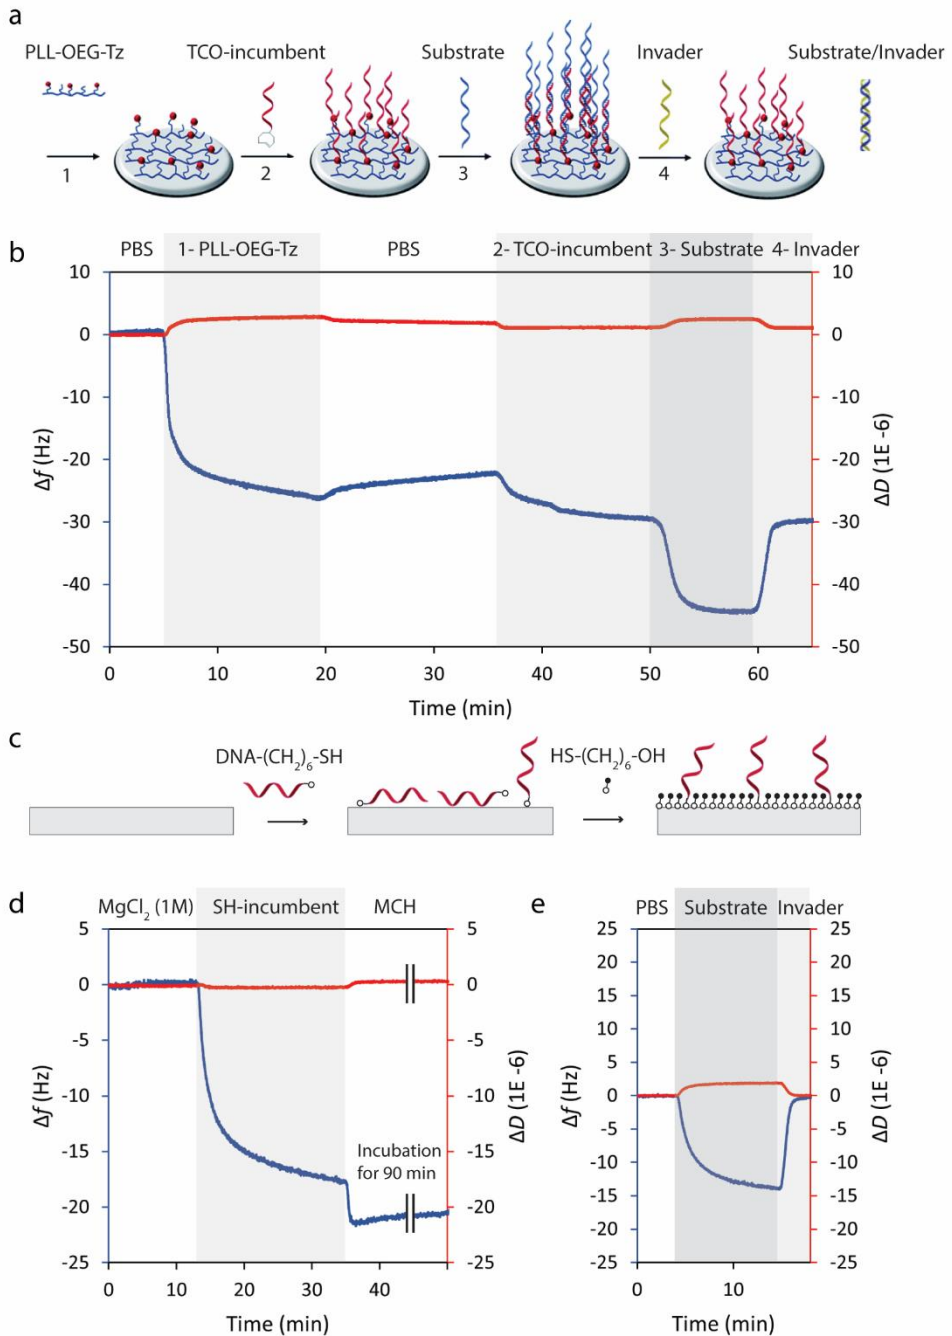 a
PLL-OEG-Tz
TCO-incumbent
Substrate
Invader
Substrate/Invader
1
2
3
4
b
PBS
1- PLL-OEG-Tz
PBS
2- TCO-incumbent
3- Substrate
4- Invader
10
0
-10
-20
-30
-40
-50
Δf (Hz)
10
0
-10
-20
-30
-40
-50
ΔD (1E -6)
0 10 20 30 40 50 60
Time (min)
c
DNA-(CH2)6-SH
HS-(CH2)6-OH
d
MgCl2 (1M)
SH-incumbent
MCH
5
0
-5
-10
-15
-20
-25
Δf (Hz)
Incubation
for 90 min
5
0
-5
-10
-15
-20
-25
ΔD (1E -6)
0 10 20 30 40
Time (min)
e
PBS
Substrate
Invader
25
20
15
10
5
0
-5
-10
-15
-20
-25
Δf (Hz)
25
20
15
10
5
0
-5
-10
-15
-20
-25
ΔD (1E -6)
0 10
Time (min)